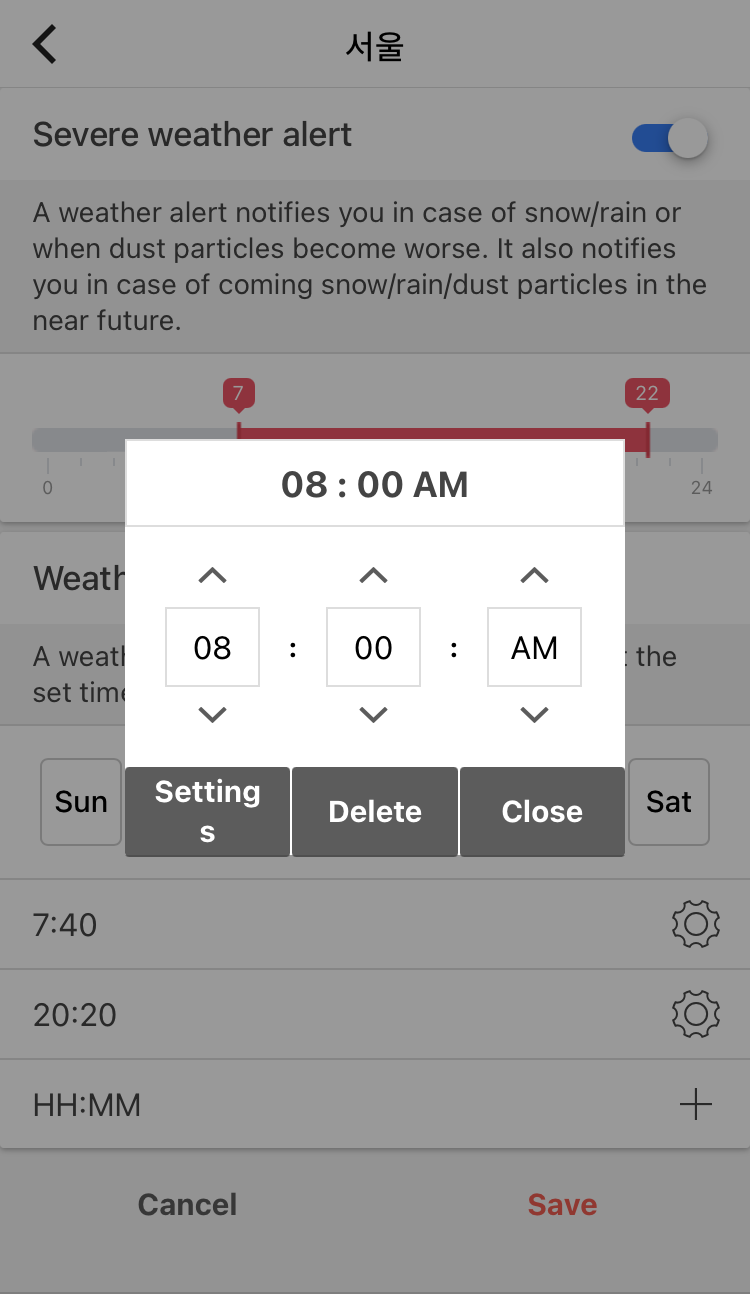 서울
Severe weather alert
A weather alert notifies you in case of snow/rain or
when dust particles become worse. It also notifies
you in case of coming snow/rain/dust particles in the
near future.
7 22
0 24
08 : 00 AM
Weath
08 : 00 : AM
A weath the
set time
Sun
Setting
s
Delete
Close
Sat
7:40
20:20
HH:MM
Cancel Save